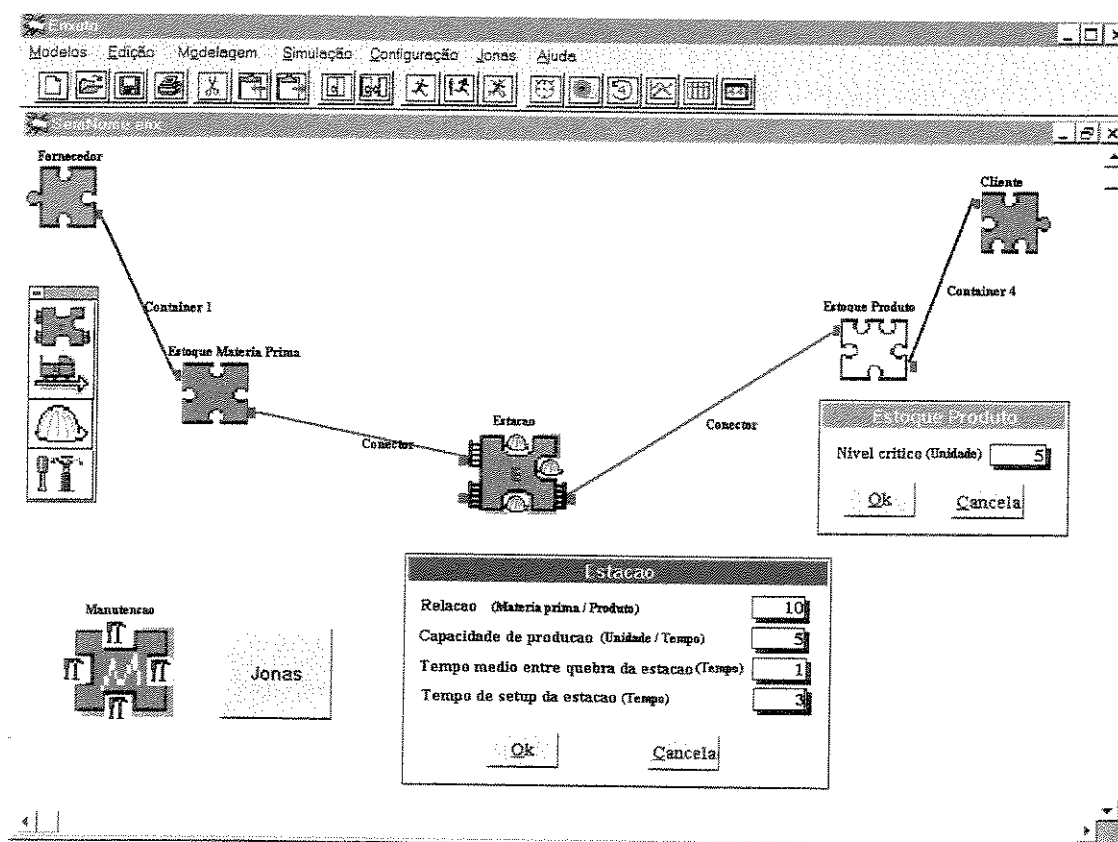 Enxuto
Modelos Edição Modelagem Simulação Configuração Jonas Ajuda
SemNome.enx
Fornecedor
Cliente
Container 1
Container 4
Estoque Produto
Estoque Materia Prima
Estacao
Conector
Conector
Estoque Produto
Nivel critico (Unidade) 5
Ok Cancela
Estacao
Relacao (Materia prima / Produto) 10
Capacidade de producao (Unidade / Tempo) 5
Tempo medio entre quebra da estacao (Tempo) 1
Tempo de setup da estacao (Tempo) 3
Ok Cancela
Manutencao
Jonas